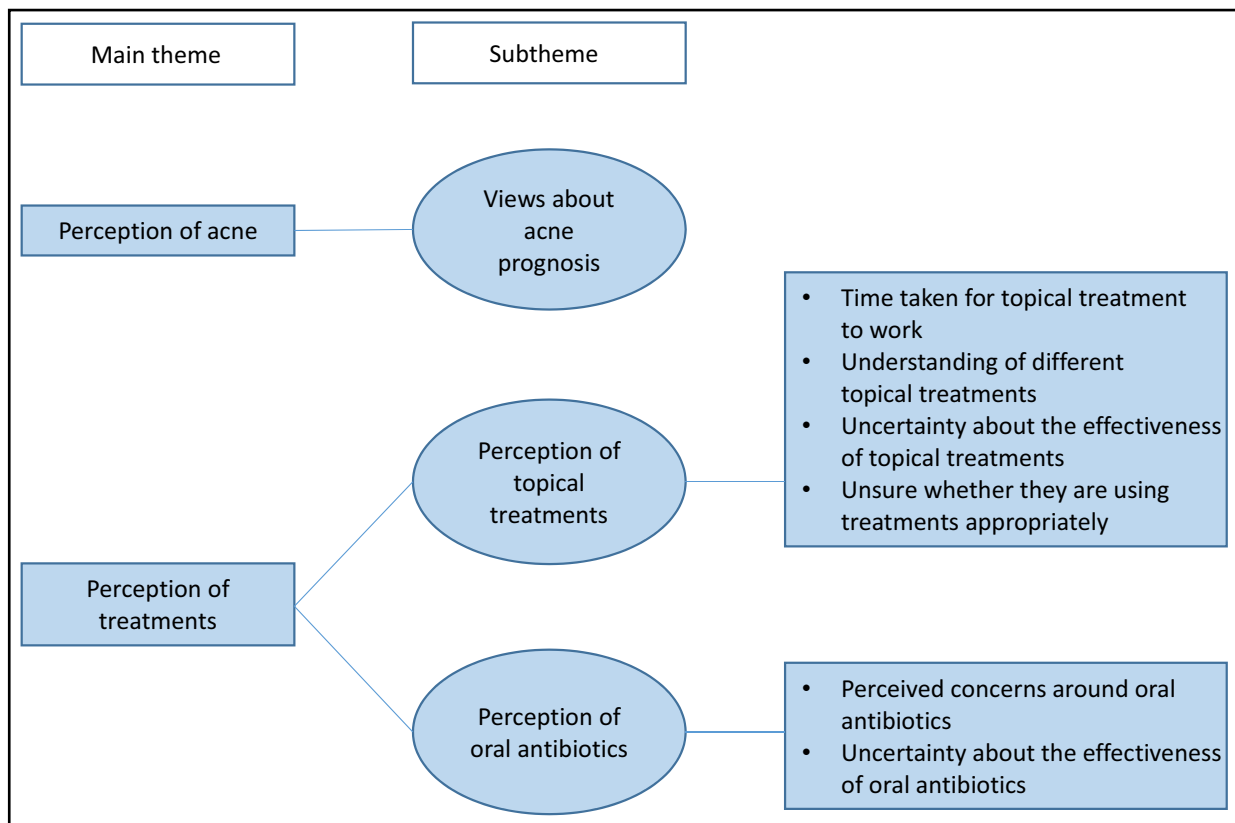 Main theme
Subtheme
Perception of acne
Views about
acne
prognosis
Perception of
treatments
Perception of
topical
treatments
• Time taken for topical treatment
to work
• Understanding of different
topical treatments
• Uncertainty about the effectiveness
of topical treatments
• Unsure whether they are using
treatments appropriately
Perception of
oral antibiotics
• Perceived concerns around oral
antibiotics
• Uncertainty about the effectiveness
of oral antibiotics